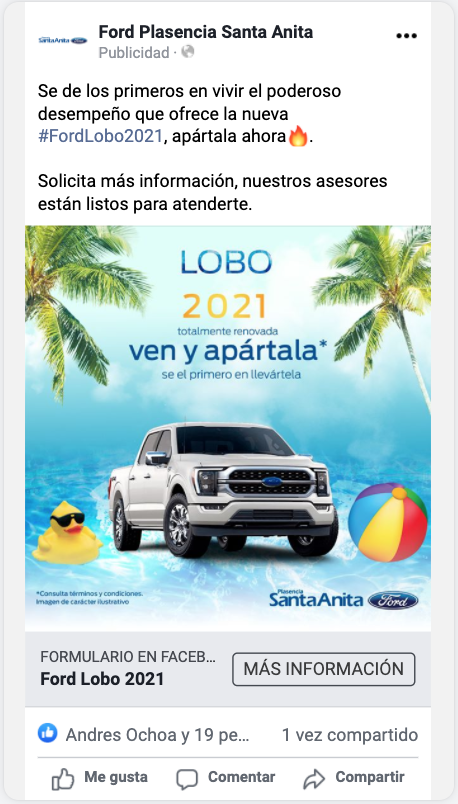 Ford Plasencia Santa Anita
Publicidad ·
Se de los primeros en vivir el poderoso
desempeño que ofrece la nueva
#FordLobo2021, apártala ahora🔥.
Solicita más información, nuestros asesores
están listos para atenderte.
LOBO
2021
totalmente renovada
ven y apártala*
se el primero en llevártela
*Consulta términos y condiciones.
Imagen de carácter ilustrativo
Plasencia
SantaAnita Ford
FORMULARIO EN FACEB...
Ford Lobo 2021
MÁS INFORMACIÓN
Andres Ochoa y 19 pe... 1 vez compartido
Me gusta Comentar Compartir